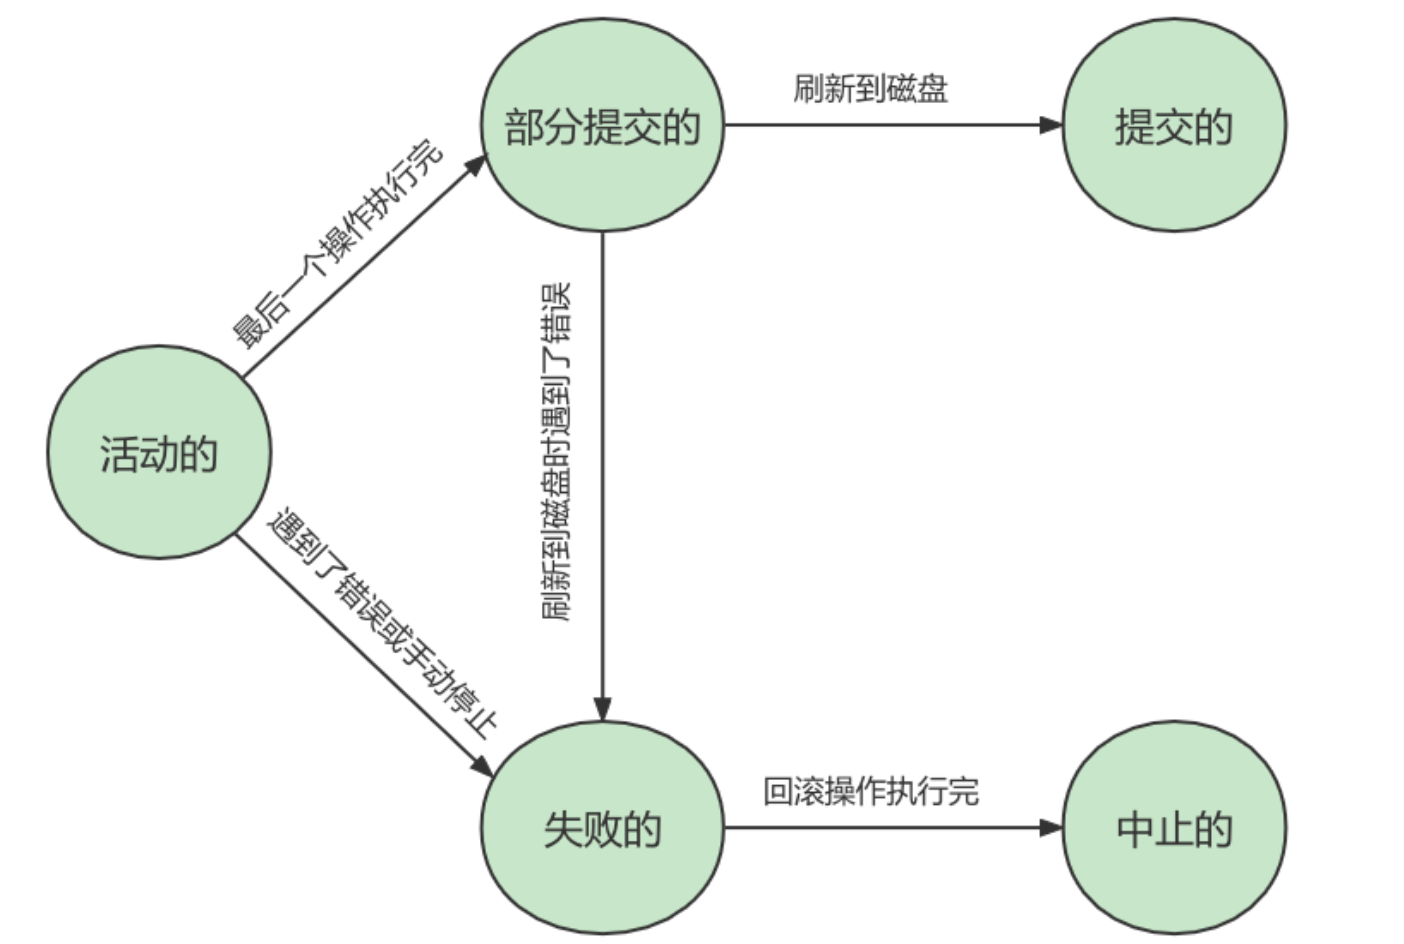 部分提交的
刷新到磁盘
提交的
最后一个操作执行完
刷新到磁盘时遇到了错误
活动的
遇到了错误或手动停止
失败的
回滚操作执行完
中止的